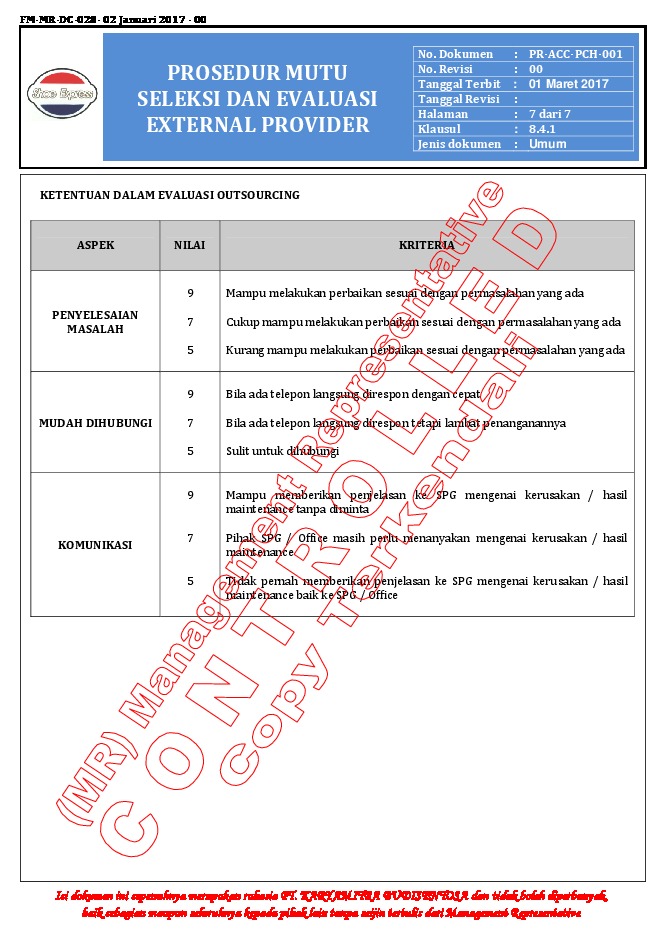 FM-MR-DC-028- 02 Januari 2017 - 00
Shoe Express
PROSEDUR MUTU
SELEKSI DAN EVALUASI
EXTERNAL PROVIDER
No. Dokumen : PR-ACC-PCH-001
No. Revisi : 00
Tanggal Terbit : 01 Maret 2017
Tanggal Revisi :
Halaman : 7 dari 7
Klausul : 8.4.1
Jenis dokumen : Umum
KETENTUAN DALAM EVALUASI OUTSOURCING
ASPEK NILAI KRITERIA
PENYELESAIAN
MASALAH
9 Mampu melakukan perbaikan sesuai dengan permasalahan yang ada
7 Cukup mampu melakukan perbaikan sesuai dengan permasalahan yang ada
5 Kurang mampu melakukan perbaikan sesuai dengan permasalahan yang ada
MUDAH DIHUBUNGI
9 Bila ada telepon langsung direspon dengan cepat
7 Bila ada telepon langsung direspon tetapi lambat penanganannya
5 Sulit untuk dihubungi
KOMUNIKASI
9 Mampu memberikan penjelasan ke SPG mengenai kerusakan / hasil
maintenance tanpa diminta
7 Pihak SPG / Office masih perlu menanyakan mengenai kerusakan / hasil
maintenance
5 Tidak pernah memberikan penjelasan ke SPG mengenai kerusakan / hasil
maintenance baik ke SPG / Office
(MR) Management Representative
CONTROLLED
Copy Terkendali
Isi dokumen ini sepenuhnya merupakan rahasia PT. KARYAMITRA BUDISENTOSA dan tidak boleh diperbanyak,
baik sebagian maupun seluruhnya kepada pihak lain tanpa seijin tertulis dari Management Representative